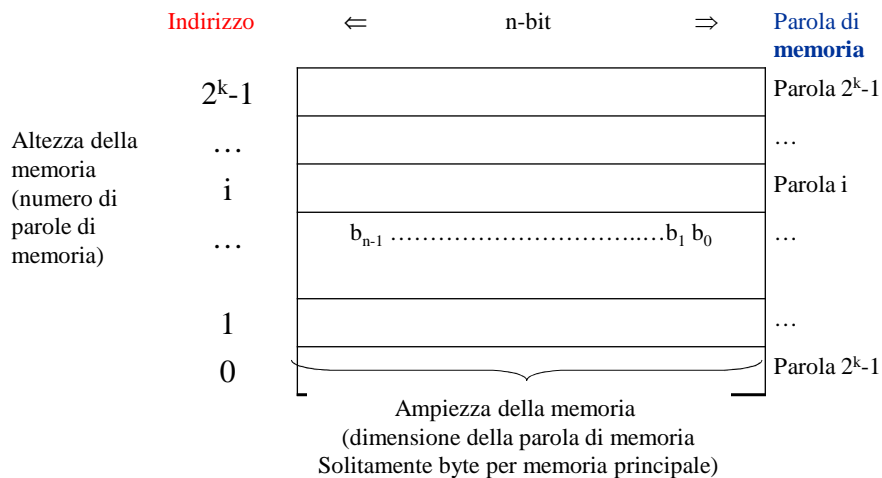 Indirizzo ⇐ n-bit ⇒ Parola di
memoria
2ᵏ-1 Parola 2ᵏ-1
Altezza della
memoria
(numero di
parole di
memoria)
… …
i Parola i
… bₙ₋₁ ………………………………..…b₁ b₀ …
1 …
0 Parola 2ᵏ-1
Ampiezza della memoria
(dimensione della parola di memoria
Solitamente byte per memoria principale)